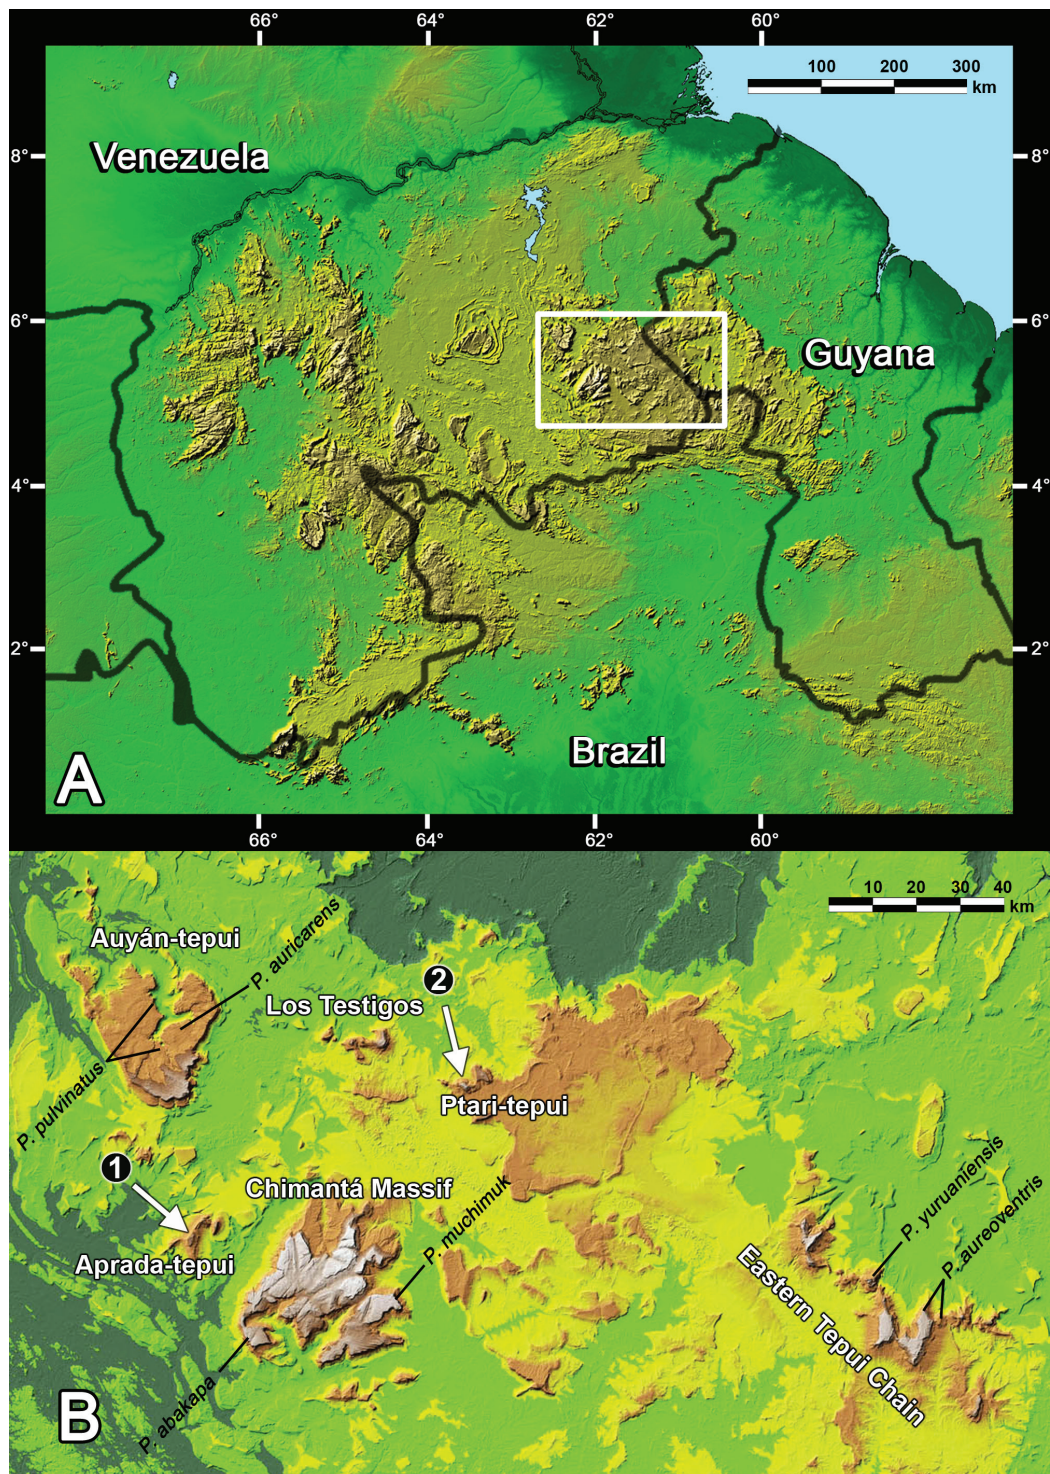 66° 64° 62° 60°
100 200 300
km
Venezuela
8° 8°
6° 6°
Guyana
4° 4°
2° 2°
Brazil
A
66° 64° 62° 60°
10 20 30 40
km
Auyán-tepui
P. auricarens
2
Los Testigos
P. pulvinatus
Ptari-tepui
1
Chimantá Massif
P. muchimuk
P. yuruaniensis
P. aureoventris
Aprada-tepui
Eastern Tepui Chain
P. abakapa
B